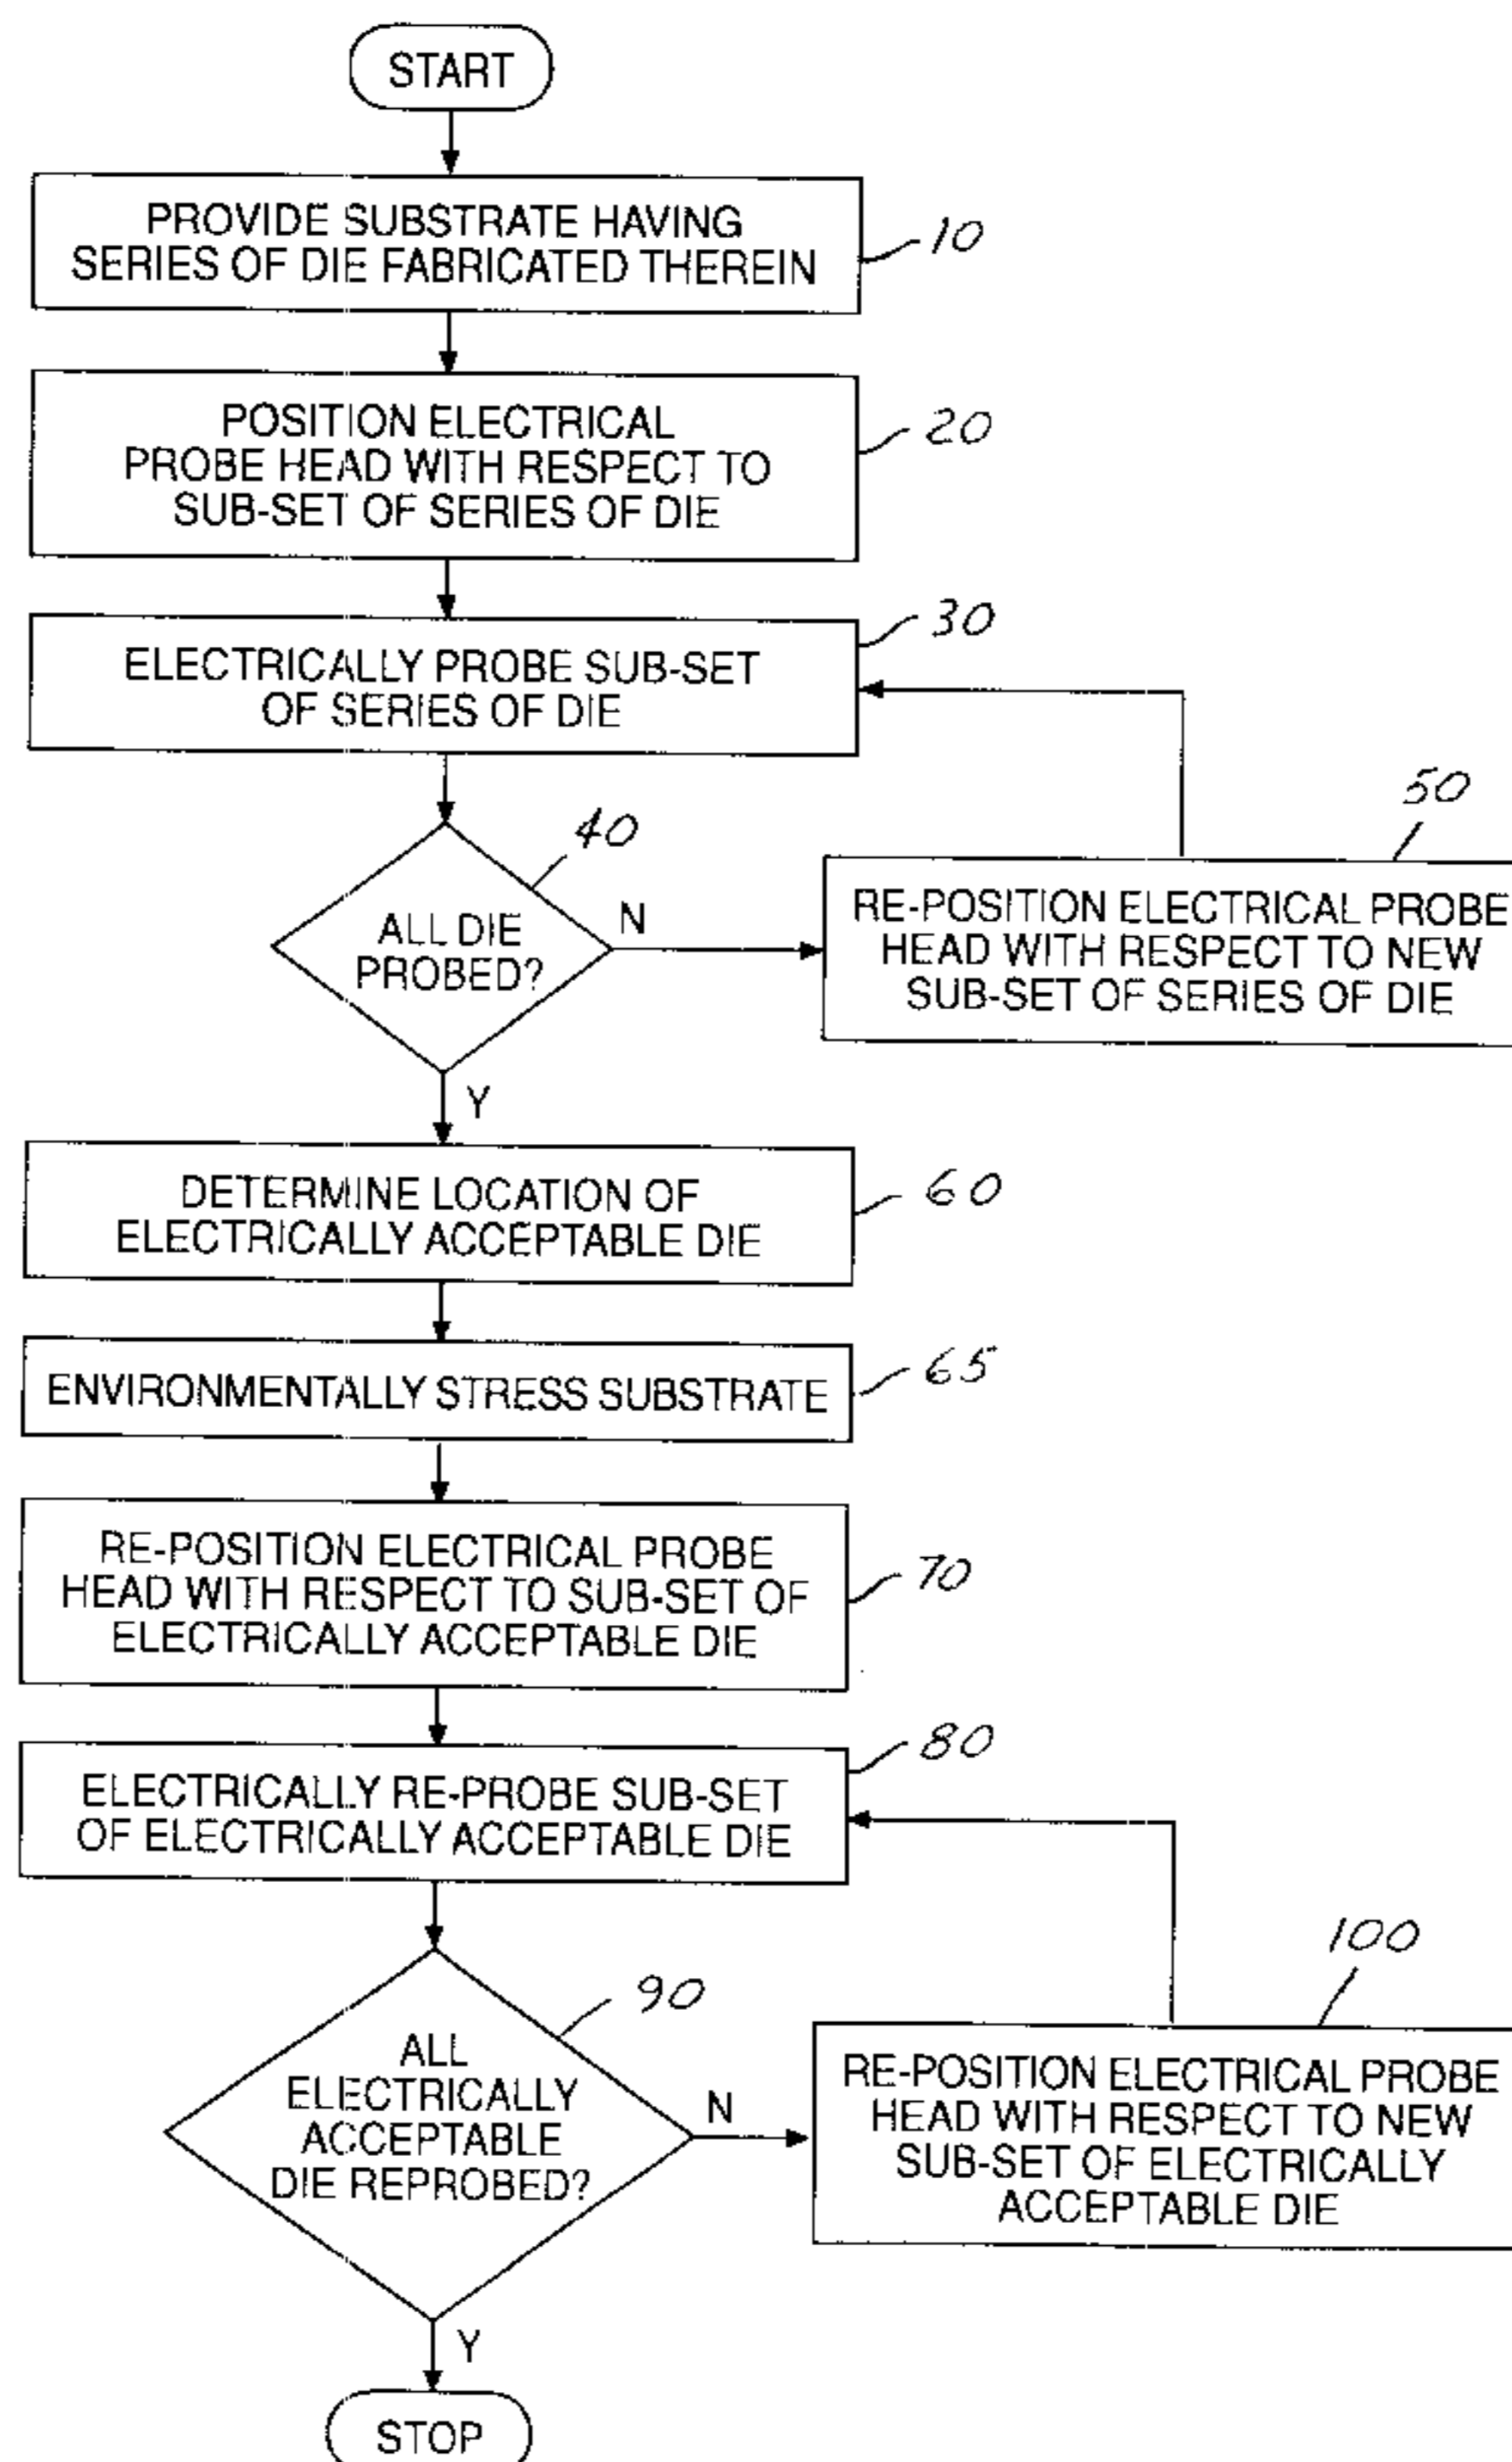 START
PROVIDE SUBSTRATE HAVING
SERIES OF DIE FABRICATED THEREIN
10
POSITION ELECTRICAL
PROBE HEAD WITH RESPECT TO
SUB-SET OF SERIES OF DIE
20
ELECTRICALLY PROBE SUB-SET
OF SERIES OF DIE
30
ALL DIE
PROBED?
40
N
50
RE-POSITION ELECTRICAL PROBE
HEAD WITH RESPECT TO NEW
SUB-SET OF SERIES OF DIE
Y
DETERMINE LOCATION OF
ELECTRICALLY ACCEPTABLE DIE
60
ENVIRONMENTALLY STRESS SUBSTRATE
65
RE-POSITION ELECTRICAL PROBE
HEAD WITH RESPECT TO SUB-SET OF
ELECTRICALLY ACCEPTABLE DIE
70
ELECTRICALLY RE-PROBE SUB-SET
OF ELECTRICALLY ACCEPTABLE DIE
80
ALL
ELECTRICALLY
ACCEPTABLE
DIE REPROBED?
90
N
100
RE-POSITION ELECTRICAL PROBE
HEAD WITH RESPECT TO NEW
SUB-SET OF ELECTRICALLY
ACCEPTABLE DIE
Y
STOP